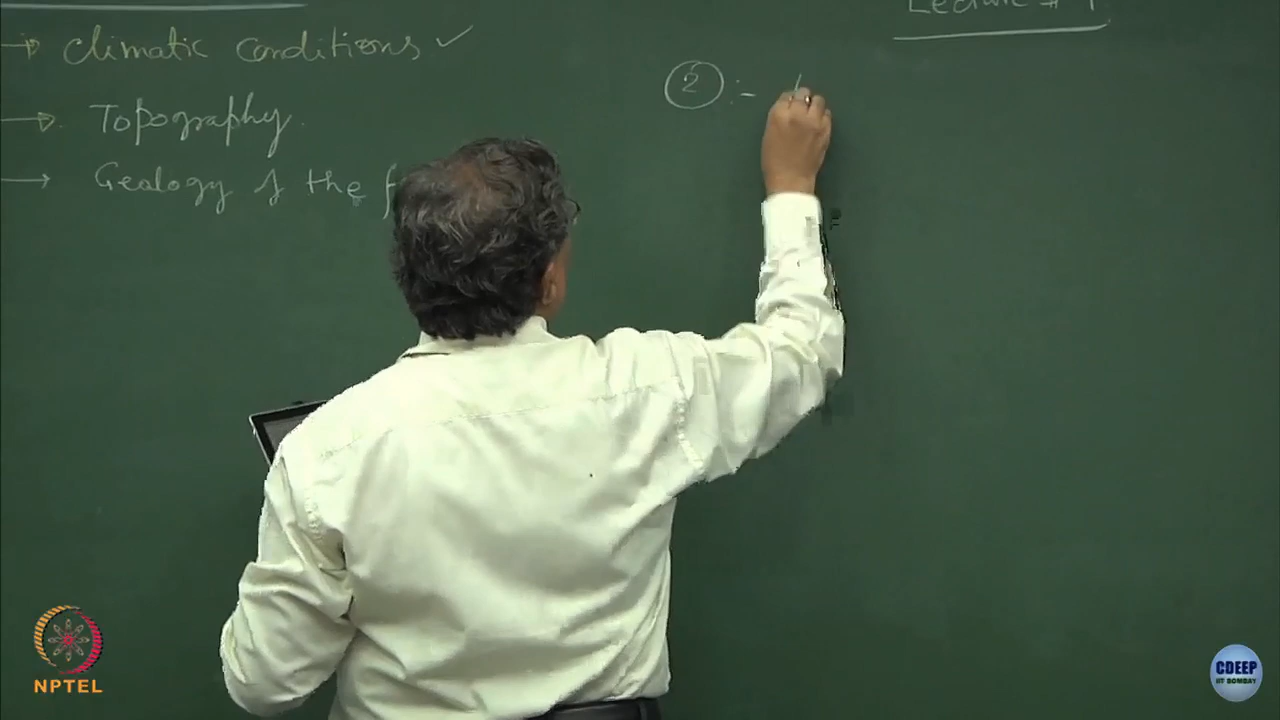 → Climatic Conditions ✓
→ Topography.
→ Geology of the
Lecture # 1
② :-
NPTEL
CDEEP
IIT BOMBAY